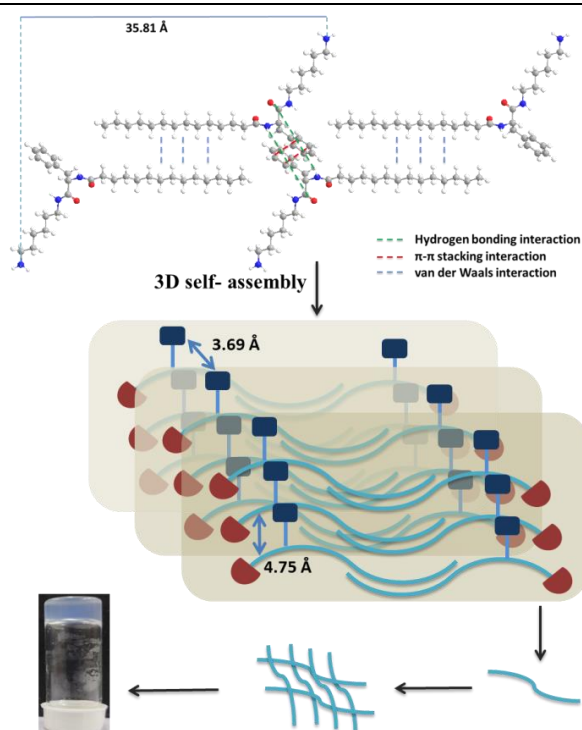 35.81 Å
Hydrogen bonding interaction
π-π stacking interaction
van der Waals interaction
3D self- assembly
3.69 Å
4.75 Å